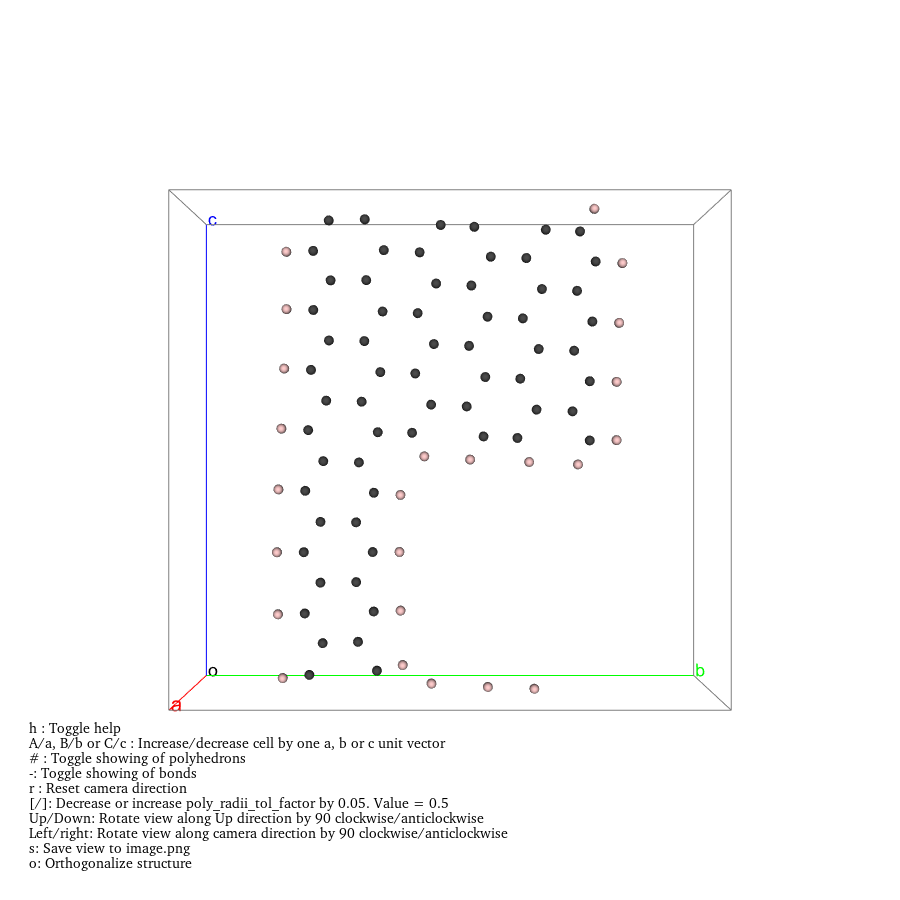 c
o
b
a
h : Toggle help
A/a, B/b or C/c : Increase/decrease cell by one a, b or c unit vector
# : Toggle showing of polyhedrons
-: Toggle showing of bonds
r : Reset camera direction
[/]: Decrease or increase poly_radii_tol_factor by 0.05. Value = 0.5
Up/Down: Rotate view along Up direction by 90 clockwise/anticlockwise
Left/right: Rotate view along camera direction by 90 clockwise/anticlockwise
s: Save view to image.png
o: Orthogonalize structure